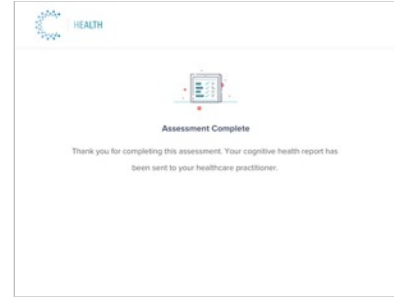 HEALTH
Assessment Complete
Thank you for completing this assessment. Your cognitive health report has
been sent to your healthcare practitioner.